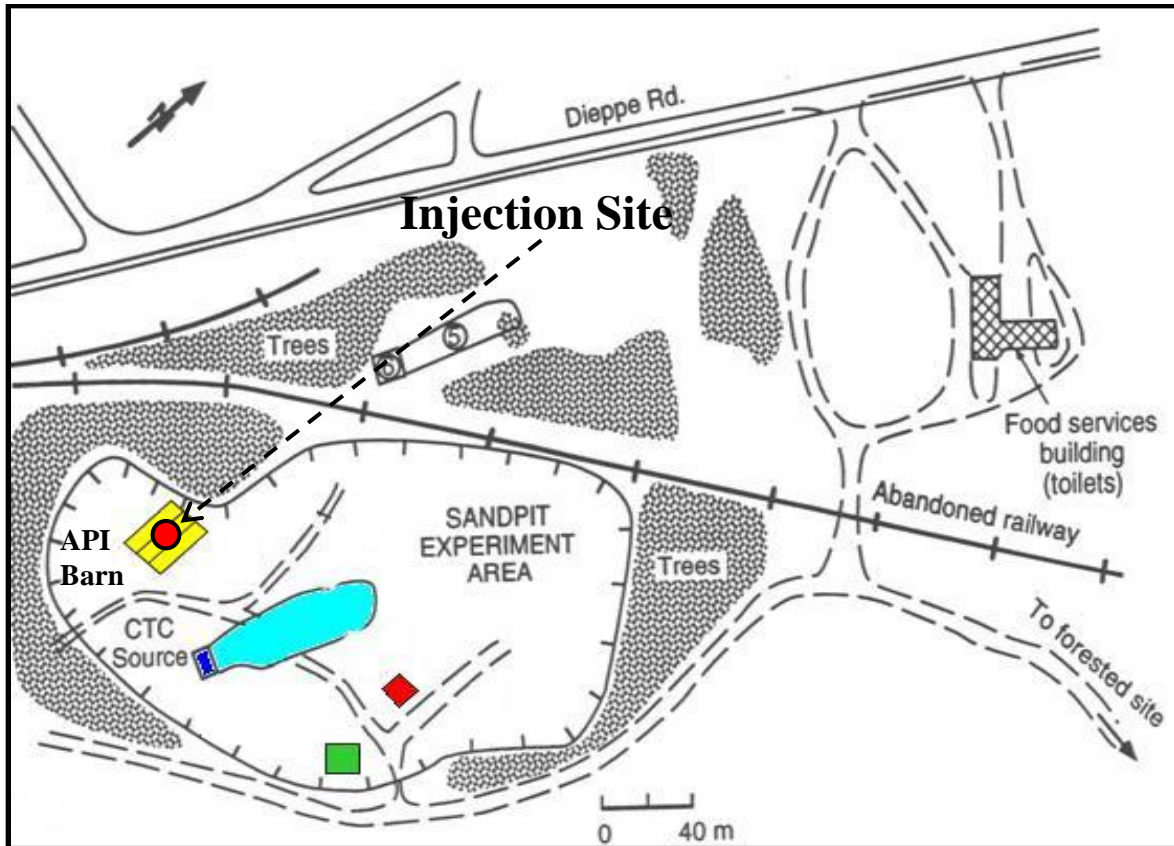 Dieppe Rd.
Injection Site
Trees
5
Food services
building
(toilets)
Abandoned railway
SANDPIT
EXPERIMENT
AREA
API
Barn
Trees
CTC
Source
To forested site
0 40 m